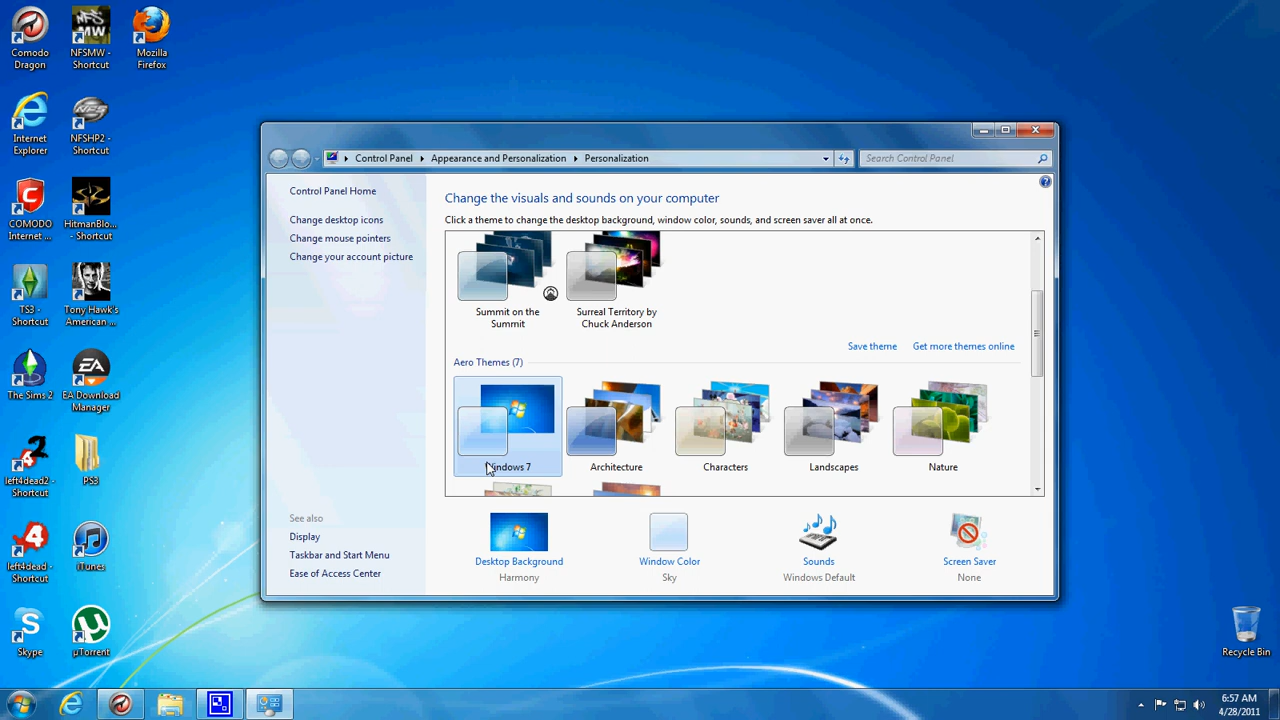 Comodo
Dragon
NFSMW -
Shortcut
MW
Mozilla
Firefox
Internet
Explorer
NFSHP2 -
Shortcut
COMODO
Internet ...
HitmanBlo...
- Shortcut
TS3 -
Shortcut
Tony Hawk's
American ...
The Sims 2
EA
EA Download
Manager
left4dead2 -
Shortcut
PS3
left4dead -
Shortcut
iTunes
Skype
µTorrent
Control Panel
Appearance and Personalization
Personalization
Search Control Panel
Control Panel Home
Change desktop icons
Change mouse pointers
Change your account picture
See also
Display
Taskbar and Start Menu
Ease of Access Center
Change the visuals and sounds on your computer
Click a theme to change the desktop background, window color, sounds, and screen saver all at once.
Summit on the
Summit
Surreal Territory by
Chuck Anderson
Save theme
Get more themes online
Aero Themes (7)
Windows 7
Architecture
Characters
Landscapes
Nature
Desktop Background
Harmony
Window Color
Sky
Sounds
Windows Default
Screen Saver
None
Recycle Bin
6:57 AM
4/28/2011